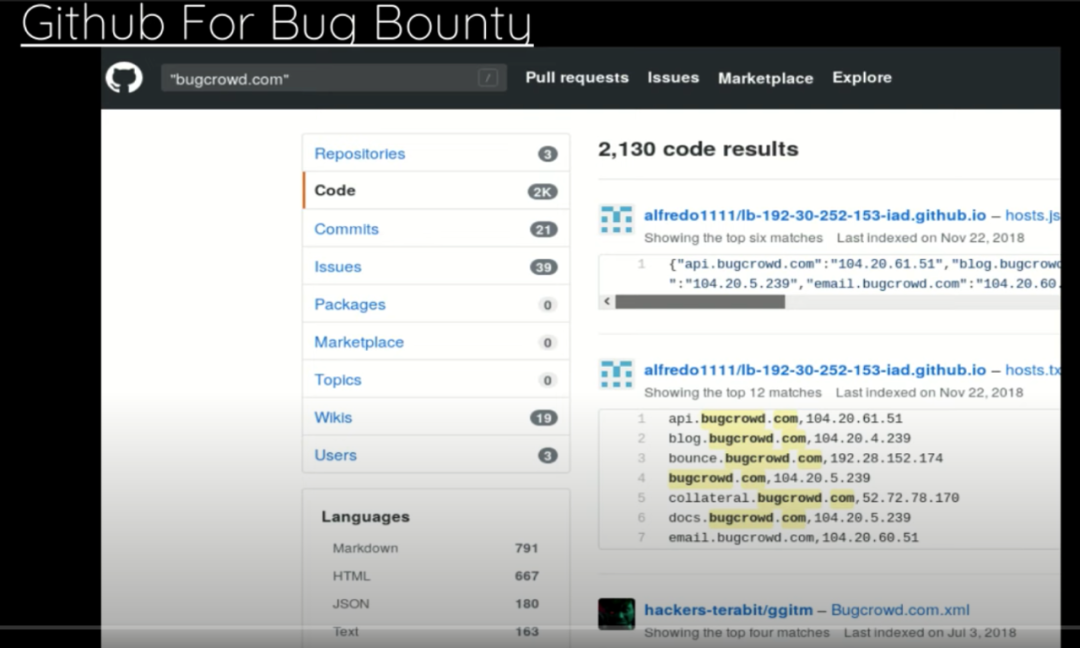 Github For Bug Bounty
"bugcrowd.com" /
Pull requests Issues Marketplace Explore
Repositories 3
Code 2K
Commits 21
Issues 39
Packages 0
Marketplace 0
Topics 0
Wikis 19
Users 3
Languages
Markdown 791
HTML 667
JSON 180
Text 163
2,130 code results
alfredo1111/lb-192-30-252-153-iad.github.io – hosts.js
Showing the top six matches Last indexed on Nov 22, 2018
1 {"api.bugcrowd.com":"104.20.61.51","blog.bugcrowd
":"104.20.5.239","email.bugcrowd.com":"104.20.60.
alfredo1111/lb-192-30-252-153-iad.github.io – hosts.tx
Showing the top 12 matches Last indexed on Nov 22, 2018
1 api.bugcrowd.com,104.20.61.51
2 blog.bugcrowd.com,104.20.4.239
3 bounce.bugcrowd.com,192.28.152.174
4 bugcrowd.com,104.20.5.239
5 collateral.bugcrowd.com,52.72.78.170
6 docs.bugcrowd.com,104.20.5.239
7 email.bugcrowd.com,104.20.60.51
hackers-terabit/ggitm – Bugcrowd.com.xml
Showing the top four matches Last indexed on Jul 3, 2018